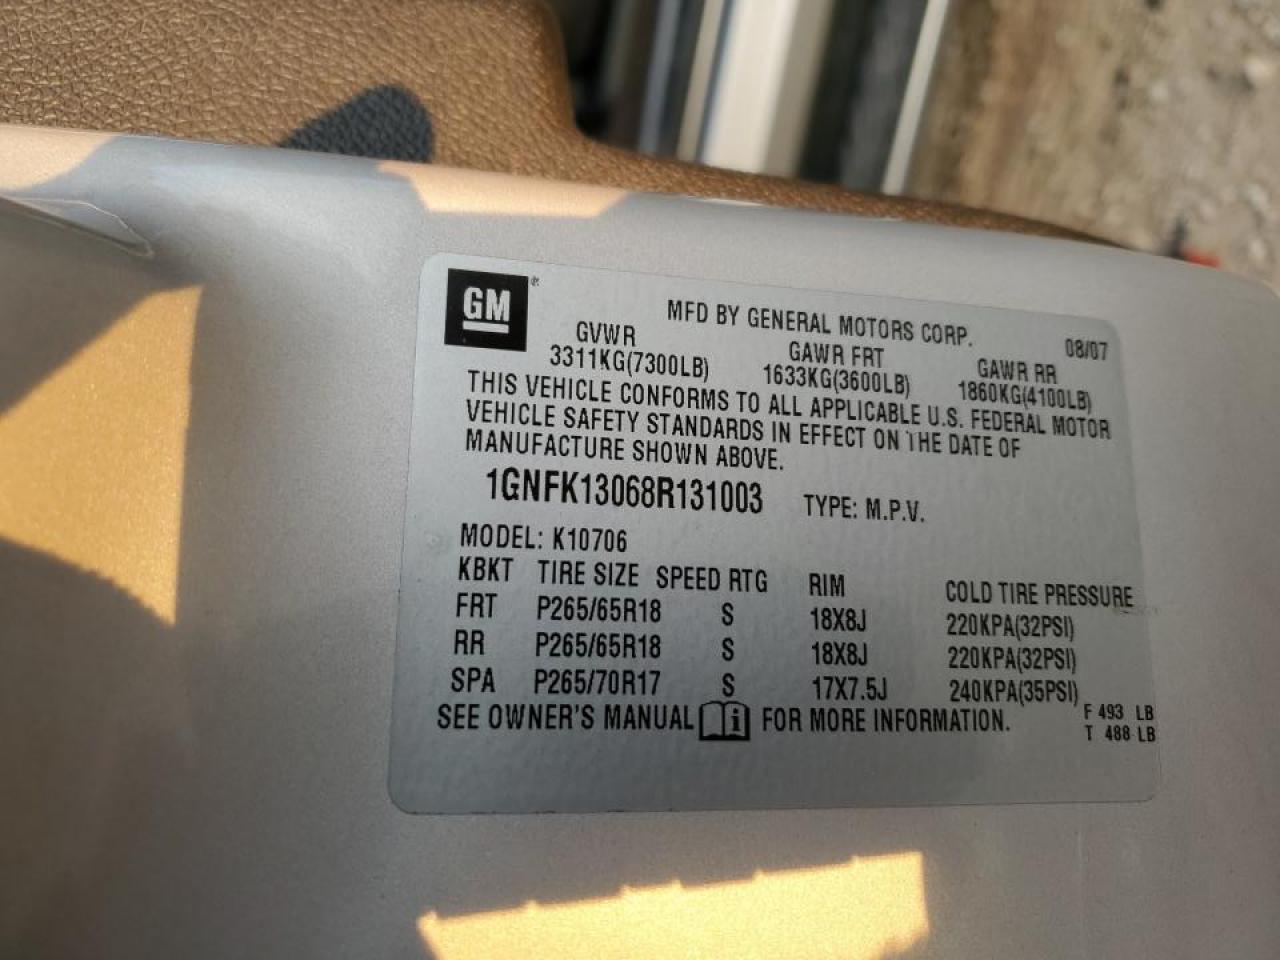 GM®
MFD BY GENERAL MOTORS CORP. 08/07
GVWR GAWR FRT GAWR RR
3311KG(7300LB) 1633KG(3600LB) 1860KG(4100LB)
THIS VEHICLE CONFORMS TO ALL APPLICABLE U.S. FEDERAL MOTOR
VEHICLE SAFETY STANDARDS IN EFFECT ON THE DATE OF
MANUFACTURE SHOWN ABOVE.
1GNFK13068R131003 TYPE: M.P.V.
MODEL: K10706
KBKT TIRE SIZE SPEED RTG RIM COLD TIRE PRESSURE
FRT P265/65R18 S 18X8J 220KPA(32PSI)
RR P265/65R18 S 18X8J 220KPA(32PSI)
SPA P265/70R17 S 17X7.5J 240KPA(35PSI)
SEE OWNER'S MANUAL i FOR MORE INFORMATION.
F 493 LB
T 488 LB